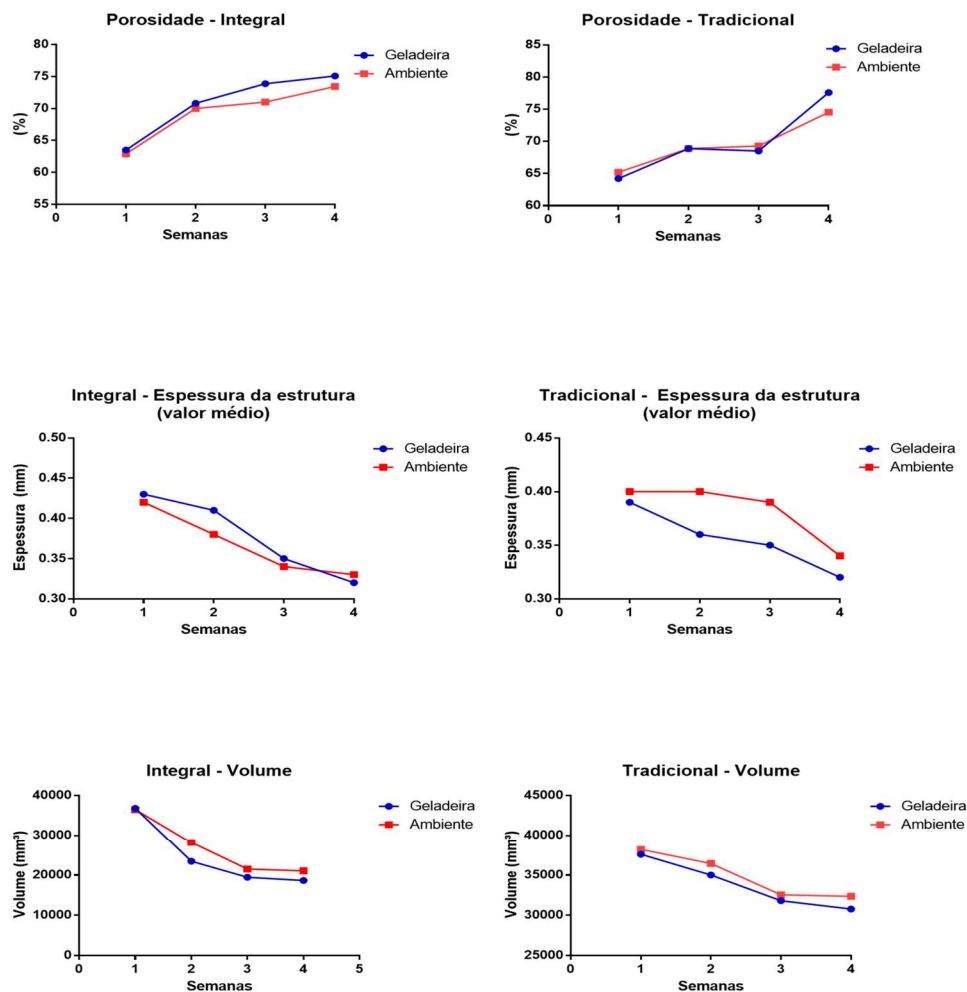 Porosidade - Integral
80
75
70
65
60
55
(%)
0
1
2
3
4
Semanas
Geladeira
Ambiente
Porosidade - Tradicional
85
80
75
70
65
60
(%)
0
1
2
3
4
Semanas
Geladeira
Ambiente
Integral - Espessura da estrutura
(valor médio)
0.50
0.45
0.40
0.35
0.30
Espessura (mm)
0
1
2
3
4
Semanas
Geladeira
Ambiente
Tradicional - Espessura da estrutura
(valor médio)
0.45
0.40
0.35
0.30
Espessura (mm)
0
1
2
3
4
Semanas
Geladeira
Ambiente
Integral - Volume
40000
30000
20000
10000
0
Volume (mm³)
0
1
2
3
4
5
Semanas
Geladeira
Ambiente
Tradicional - Volume
45000
40000
35000
30000
25000
Volume (mm³)
0
1
2
3
4
Semanas
Geladeira
Ambiente